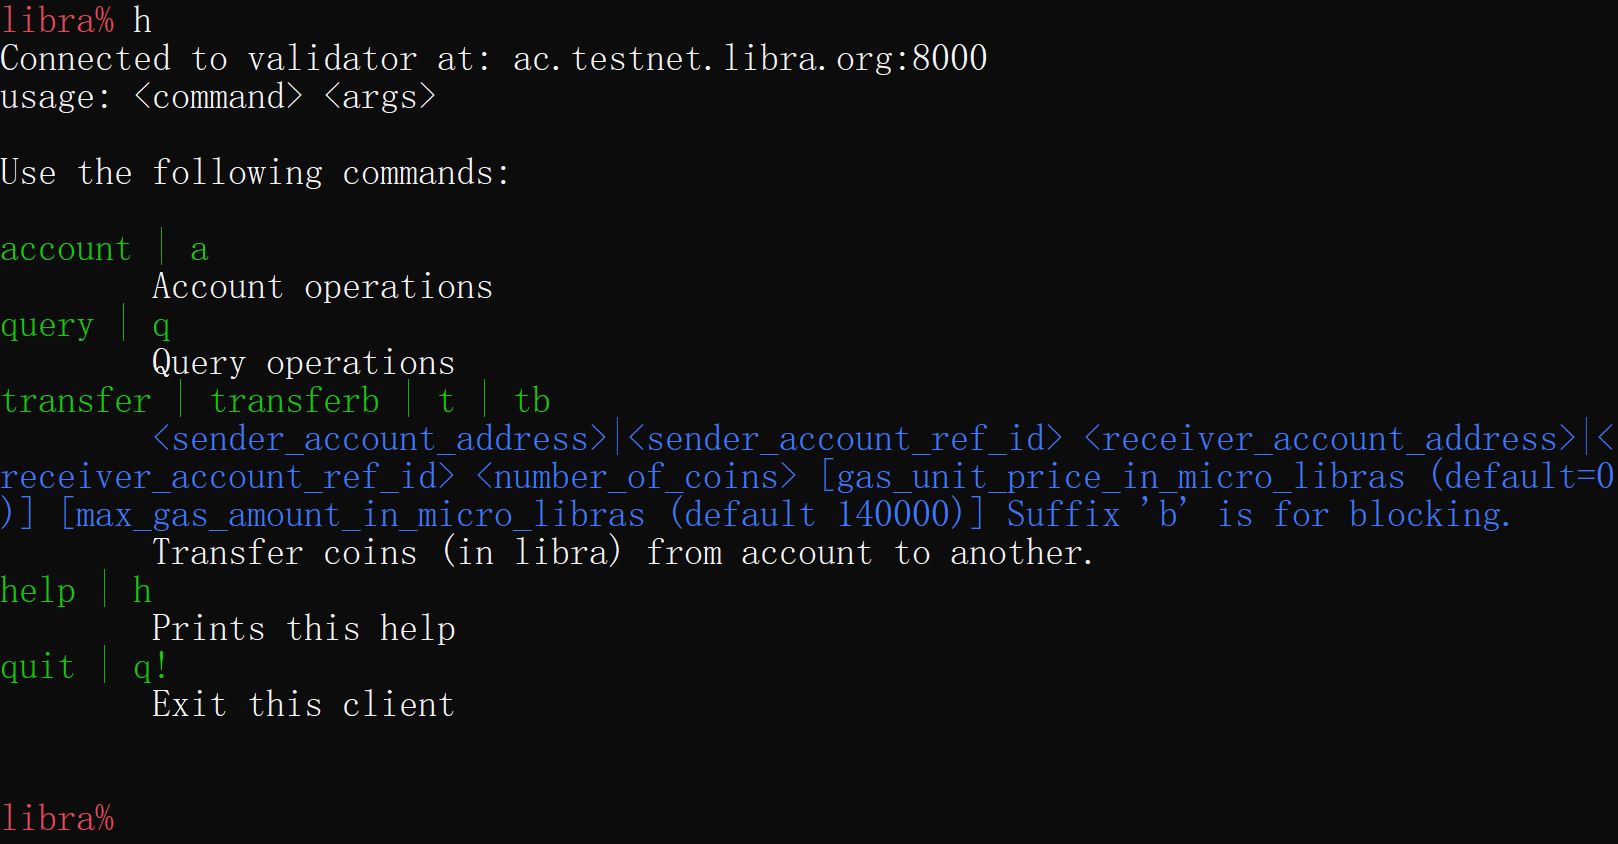 libra% h
Connected to validator at: ac.testnet.libra.org:8000
usage: <command> <args>
Use the following commands:
account | a
Account operations
query | q
Query operations
transfer | transferb | t | tb
<sender_account_address>|<sender_account_ref_id> <receiver_account_address>|<
receiver_account_ref_id> <number_of_coins> [gas_unit_price_in_micro_libras (default=0
)] [max_gas_amount_in_micro_libras (default 140000)] Suffix 'b' is for blocking.
Transfer coins (in libra) from account to another.
help | h
Prints this help
quit | q!
Exit this client
libra%